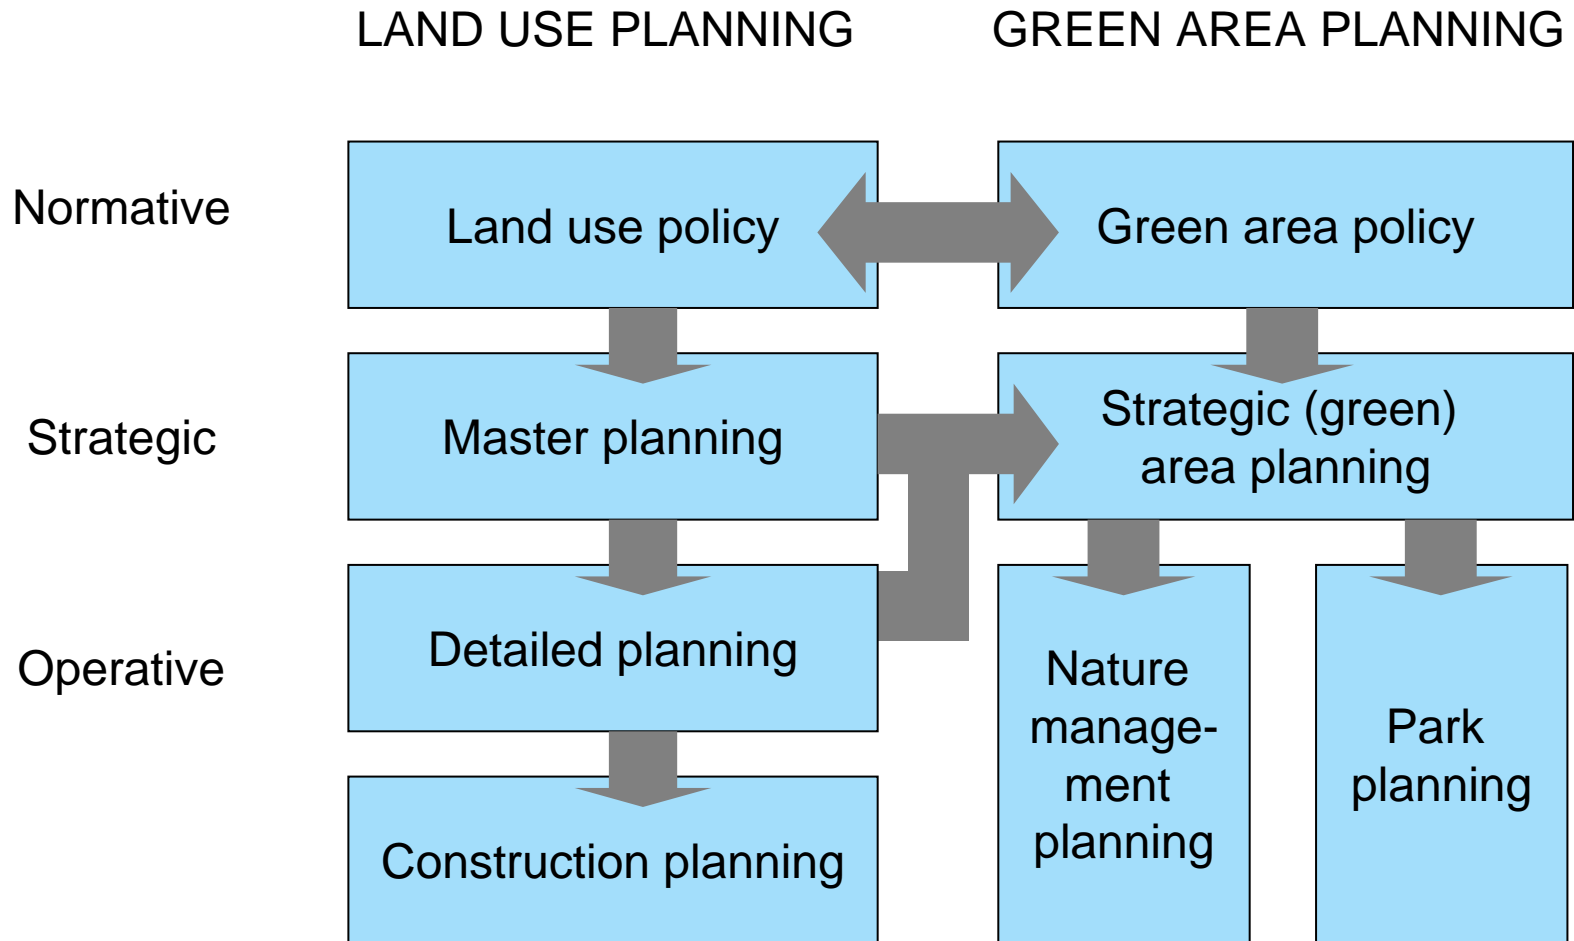 LAND USE PLANNING
GREEN AREA PLANNING
Normative
Land use policy
Green area policy
Strategic
Master planning
Strategic (green)
area planning
Operative
Detailed planning
Construction planning
Nature
manage-
ment
planning
Park
planning